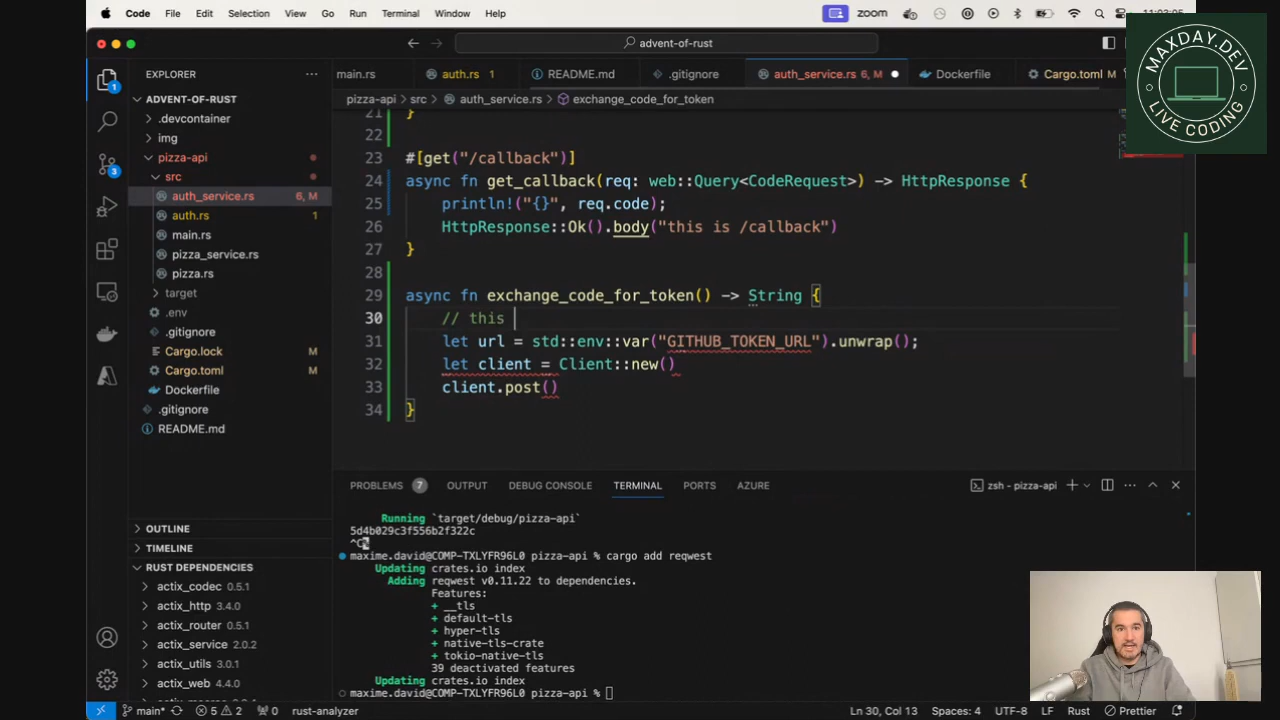 Code File Edit Selection View Go Run Terminal Window Help zoom 11:03:05
advent-of-rust
MAXDAY.DEV
LIVE CODING
EXPLORER ...
main.rs auth.rs 1 README.md .gitignore auth_service.rs 6, M Dockerfile Cargo.toml M
pizza-api > src > auth_service.rs > exchange_code_for_token
ADVENT-OF-RUST
.devcontainer
img
pizza-api
src
auth_service.rs 6, M
auth.rs 1
main.rs
pizza_service.rs
pizza.rs
target
.env
.gitignore
Cargo.lock M
Cargo.toml M
Dockerfile
.gitignore
README.md
OUTLINE
TIMELINE
RUST DEPENDENCIES
actix_codec 0.5.1
actix_http 3.4.0
actix_router 0.5.1
actix_service 2.0.2
actix_utils 3.0.1
actix_web 4.4.0
21 }
22
23 #[get("/callback")]
24 async fn get_callback(req: web::Query<CodeRequest>) -> HttpResponse {
25 println!("{}", req.code);
26 HttpResponse::Ok().body("this is /callback")
27 }
28
29 async fn exchange_code_for_token() -> String {
30 // this
31 let url = std::env::var("GITHUB_TOKEN_URL").unwrap();
32 let client = Client::new()
33 client.post()
34 }
PROBLEMS 7 OUTPUT DEBUG CONSOLE TERMINAL PORTS AZURE zsh - pizza-api
Running `target/debug/pizza-api`
5d4b029c3f556b2f322c
^C
maxime.david@COMP-TXLYFR96L0 pizza-api % cargo add reqwest
Updating crates.io index
Adding reqwest v0.11.22 to dependencies.
Features:
+ __tls
+ default-tls
+ hyper-tls
+ native-tls-crate
+ tokio-native-tls
39 deactivated features
Updating crates.io index
maxime.david@COMP-TXLYFR96L0 pizza-api %
main* 5 2 0 rust-analyzer Ln 30, Col 13 Spaces: 4 UTF-8 LF Rust Prettier